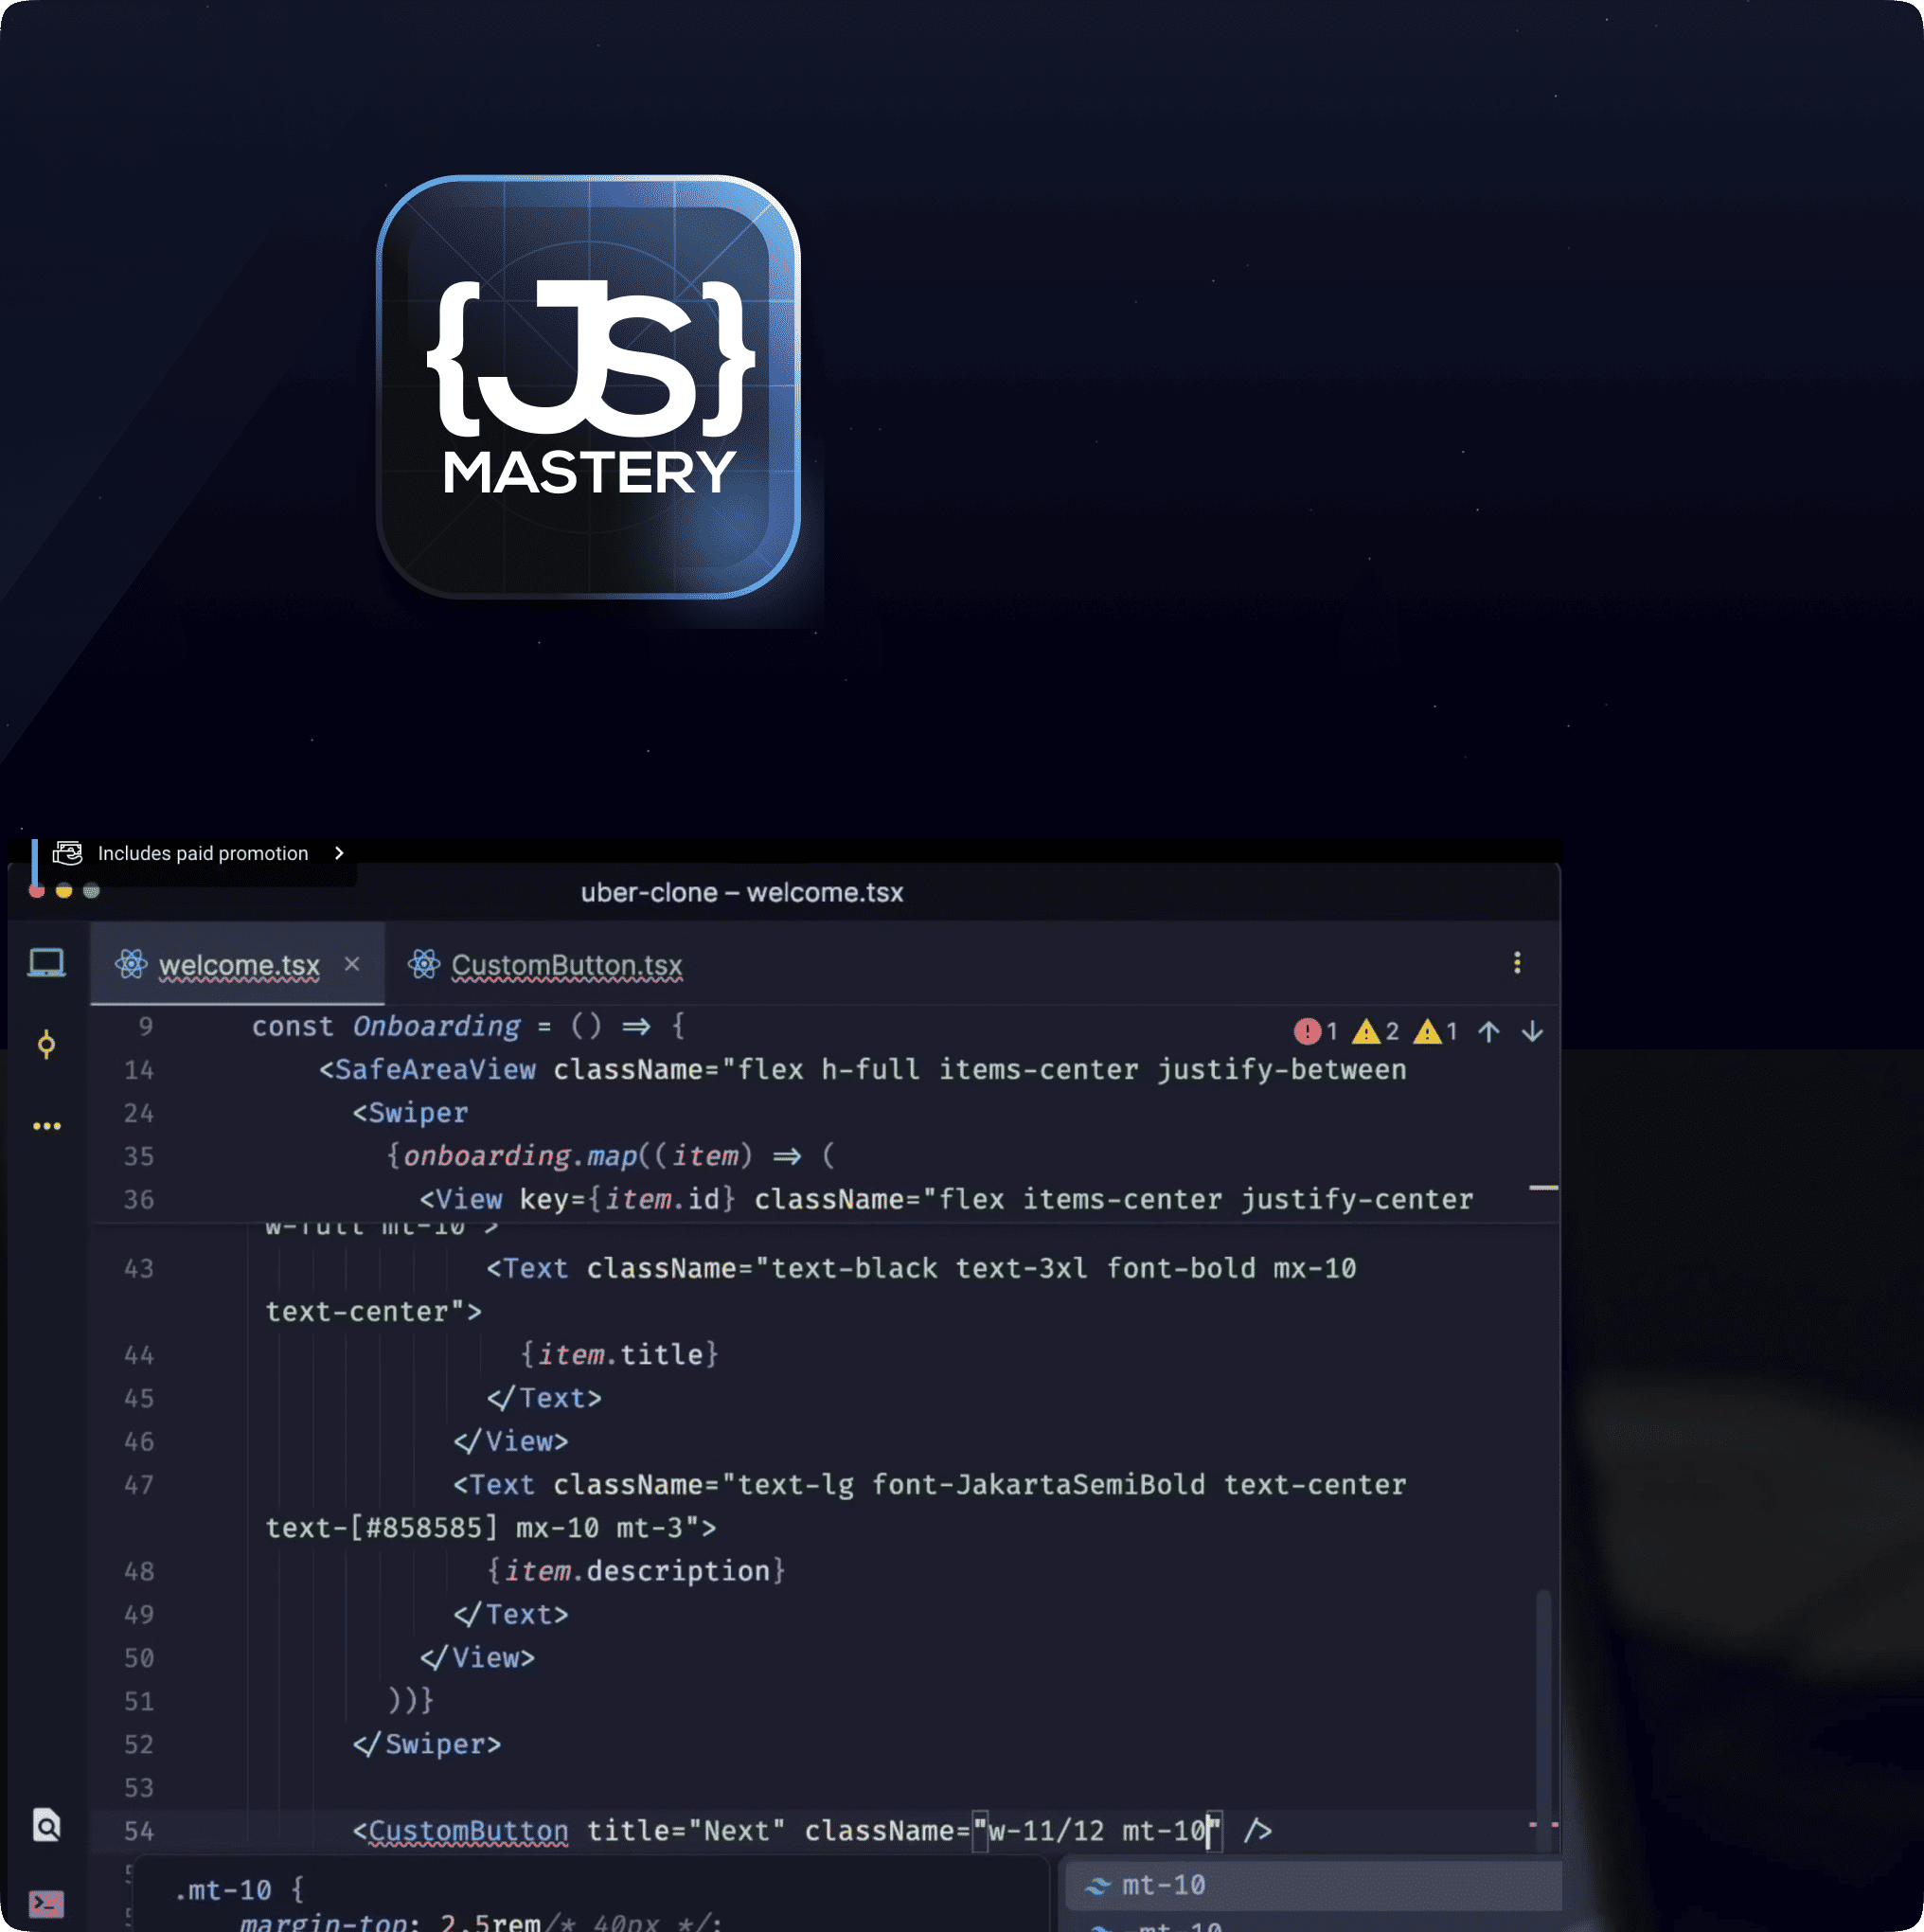 {JS}
MASTERY
Includes paid promotion
uber-clone – welcome.tsx
welcome.tsx
CustomButton.tsx
9 const Onboarding = () => {
1 2 1
14 <SafeAreaView className="flex h-full items-center justify-between
24 <Swiper
35 {onboarding.map((item) => (
36 <View key={item.id} className="flex items-center justify-center
w-full mt-10">
43 <Text className="text-black text-3xl font-bold mx-10
text-center">
44 {item.title}
45 </Text>
46 </View>
47 <Text className="text-lg font-JakartaSemiBold text-center
text-[#858585] mx-10 mt-3">
48 {item.description}
49 </Text>
50 </View>
51 ))}
52 </Swiper>
53
54 <CustomButton title="Next" className="w-11/12 mt-10" />
.mt-10 {
margin-top: 2.5rem/* 40px */;
mt-10
-mt-10